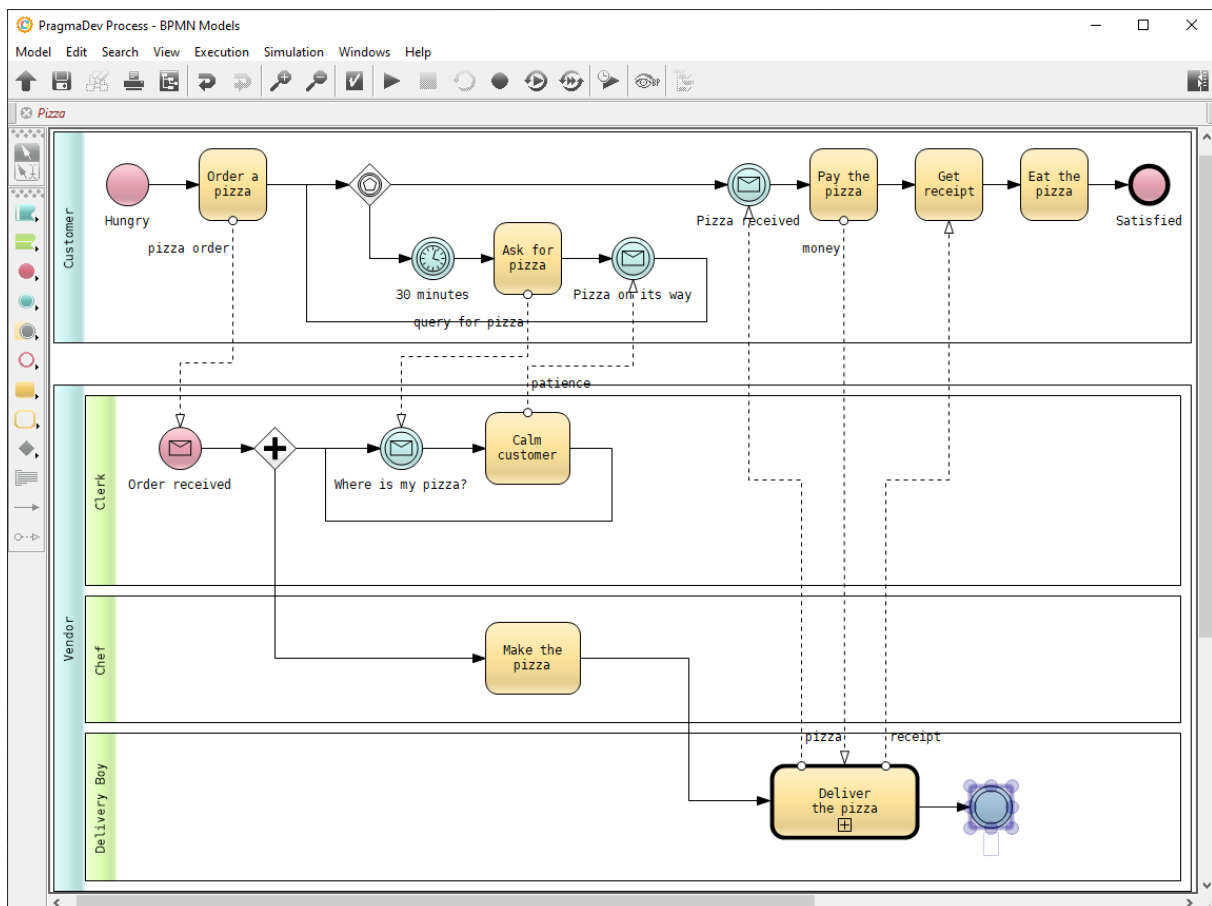 PragmaDev Process - BPMN Models
Model Edit Search View Execution Simulation Windows Help
BP
Pizza
Customer
Hungry
Order a
pizza
pizza order
30 minutes
Ask for
pizza
query for pizza
Pizza on its way
Pizza received
Pay the
pizza
money
Get
receipt
Eat the
pizza
Satisfied
patience
Vendor
Clerk
Order received
Where is my pizza?
Calm
customer
Chef
Make the
pizza
Delivery Boy
pizza
receipt
Deliver
the pizza